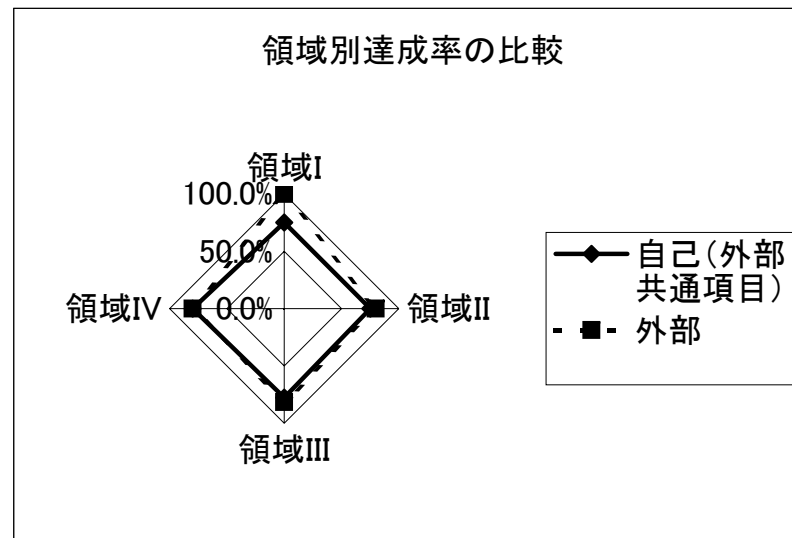 領域別達成率の比較
領域I
100.0%
50.0%
0.0%
領域IV
領域II
領域III
自己(外部
共通項目)
外部